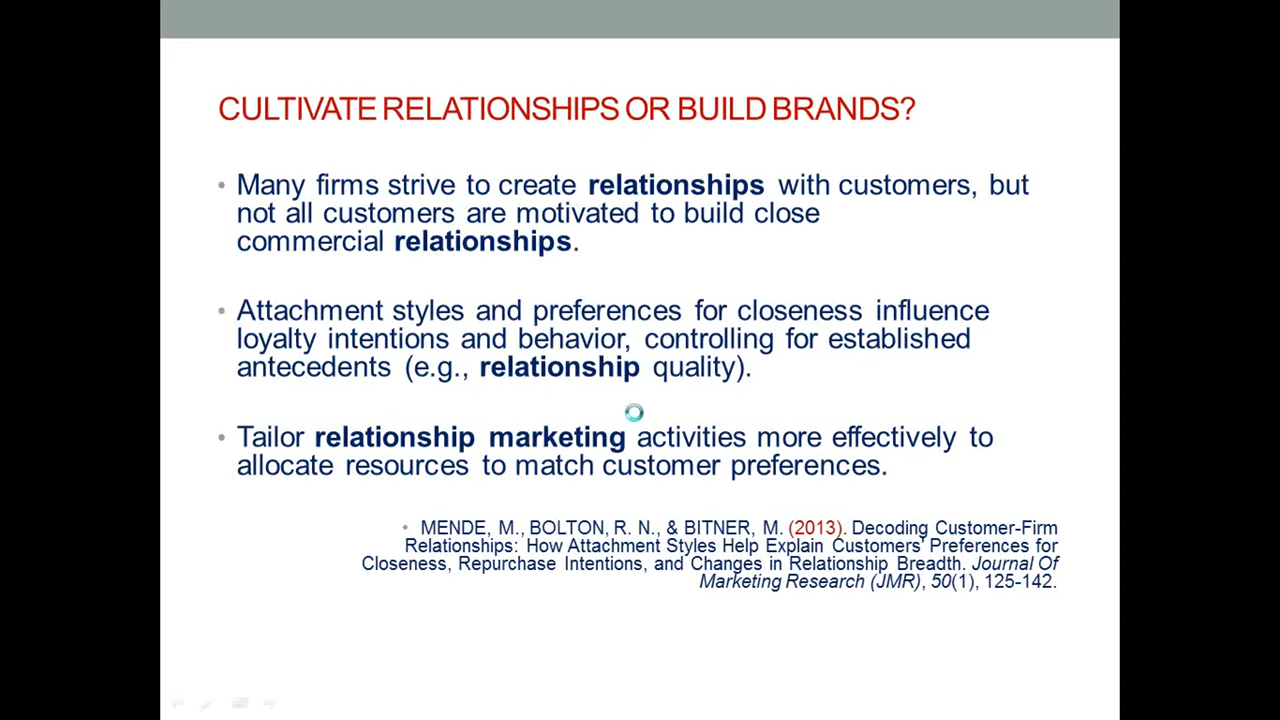 CULTIVATE RELATIONSHIPS OR BUILD BRANDS?
• Many firms strive to create relationships with customers, but
not all customers are motivated to build close
commercial relationships.
• Attachment styles and preferences for closeness influence
loyalty intentions and behavior, controlling for established
antecedents (e.g., relationship quality).
• Tailor relationship marketing activities more effectively to
allocate resources to match customer preferences.
• MENDE, M., BOLTON, R. N., & BITNER, M. (2013). Decoding Customer-Firm
Relationships: How Attachment Styles Help Explain Customers' Preferences for
Closeness, Repurchase Intentions, and Changes in Relationship Breadth. Journal Of
Marketing Research (JMR), 50(1), 125-142.